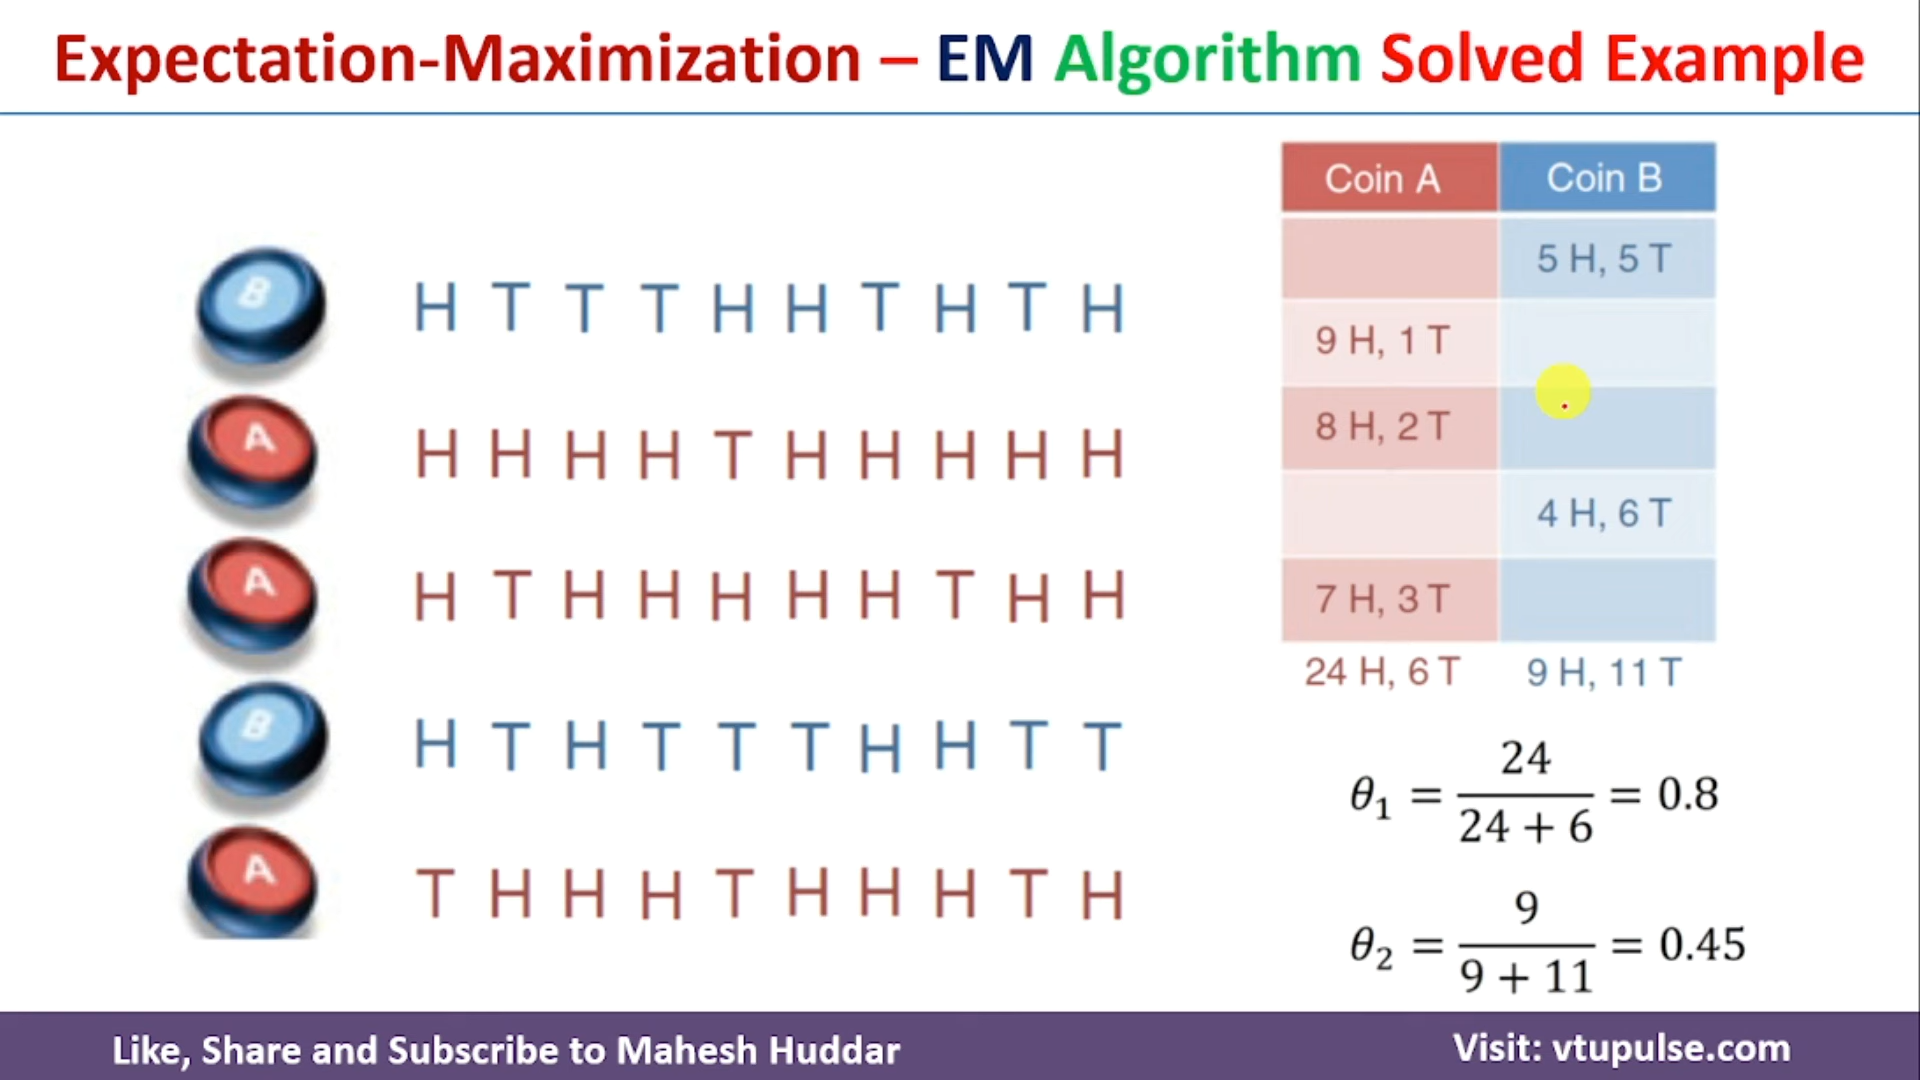 Expectation-Maximization – EM Algorithm Solved Example
Coin A Coin B
B H T T T H H T H T H
5 H, 5 T
A H H H H T H H H H H
9 H, 1 T
A H T H H H H H T H H
8 H, 2 T
B H T H T T T H H T T
4 H, 6 T
A T H H H T H H H T H
7 H, 3 T
24 H, 6 T 9 H, 11 T
θ₁ = 24 / 24 + 6 = 0.8
θ₂ = 9 / 9 + 11 = 0.45
Like, Share and Subscribe to Mahesh Huddar Visit: vtupulse.com